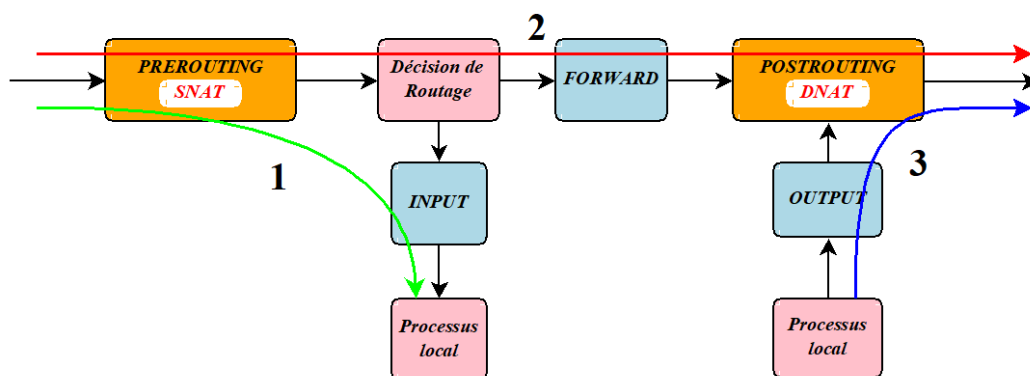 2
PREROUTING
SNAT
Décision de
Routage
FORWARD
POSTROUTING
DNAT
1
3
INPUT
OUTPUT
Processus
local
Processus
local